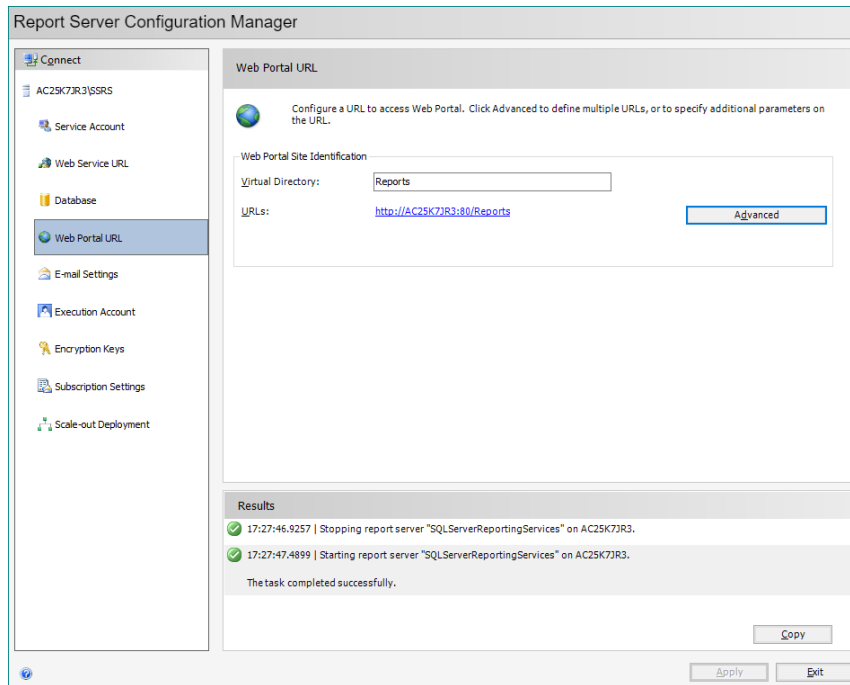 Report Server Configuration Manager
Connect
AC25K7JR3\SSRS
Service Account
Web Service URL
Database
Web Portal URL
E-mail Settings
Execution Account
Encryption Keys
Subscription Settings
Scale-out Deployment
Web Portal URL
Configure a URL to access Web Portal. Click Advanced to define multiple URLs, or to specify additional parameters on
the URL.
Web Portal Site Identification
Virtual Directory:
Reports
URLs:
http://AC25K7JR3:80/Reports
Advanced
Results
17:27:46.9257 | Stopping report server "SQLServerReportingServices" on AC25K7JR3.
17:27:47.4899 | Starting report server "SQLServerReportingServices" on AC25K7JR3.
The task completed successfully.
Copy
Apply
Exit